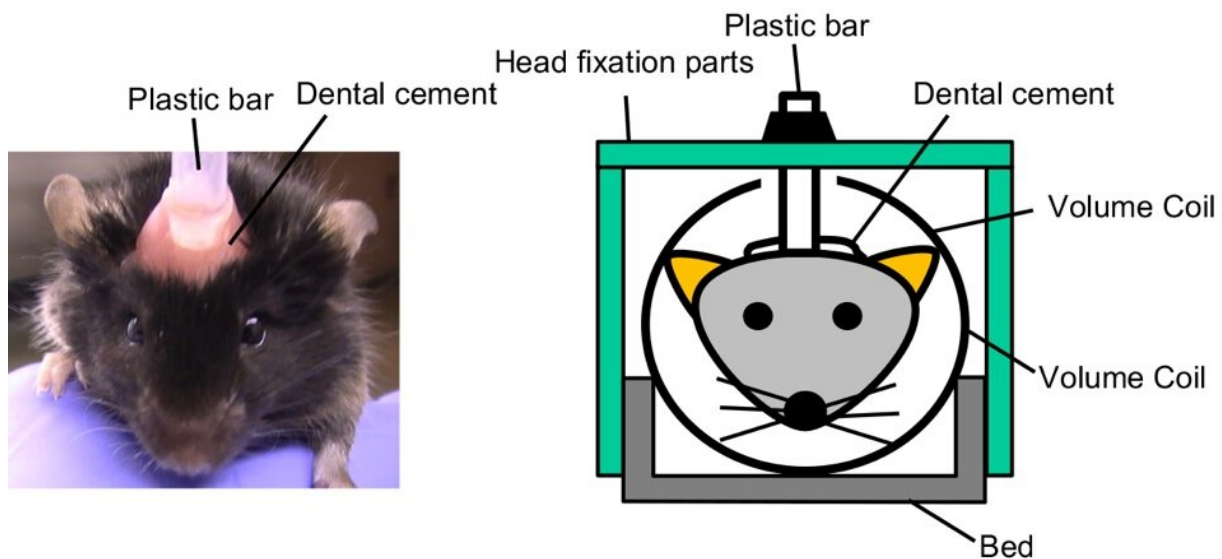 Plastic bar
Dental cement
Plastic bar
Head fixation parts
Dental cement
Volume Coil
Volume Coil
Bed